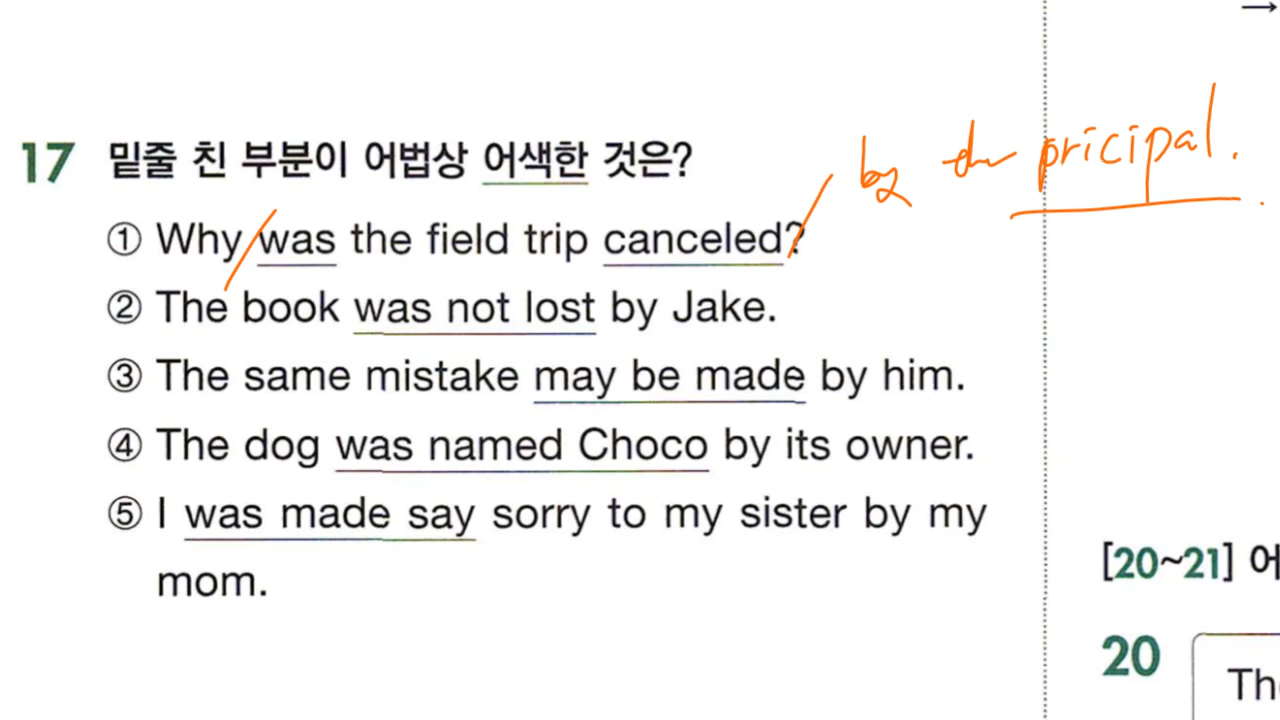 →
17 밑줄 친 부분이 어법상 어색한 것은?
by the pricipal.
① Why was the field trip canceled?
② The book was not lost by Jake.
③ The same mistake may be made by him.
④ The dog was named Choco by its owner.
⑤ I was made say sorry to my sister by my
mom.
[20~21] 어
20
The